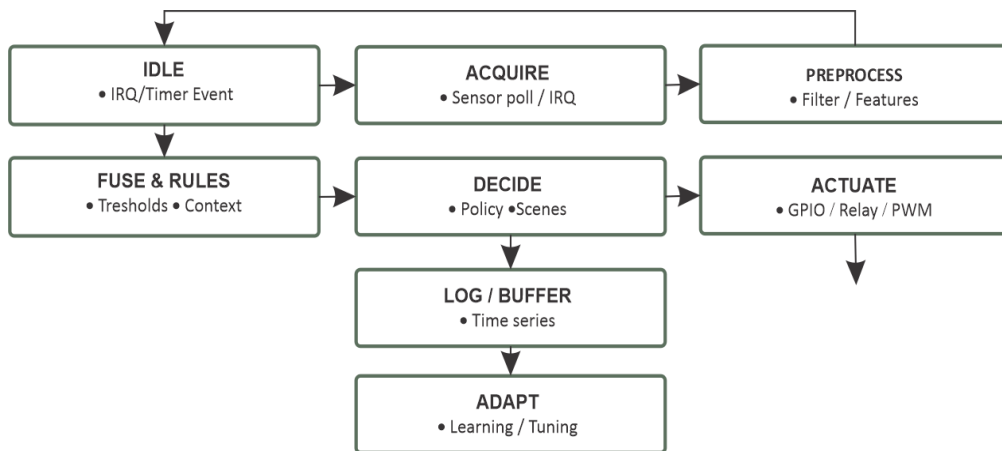 IDLE
• IRQ/Timer Event
ACQUIRE
• Sensor poll / IRQ
PREPROCESS
• Filter / Features
FUSE & RULES
• Tresholds • Context
DECIDE
• Policy •Scenes
ACTUATE
• GPIO / Relay / PWM
LOG / BUFFER
• Time series
ADAPT
• Learning / Tuning